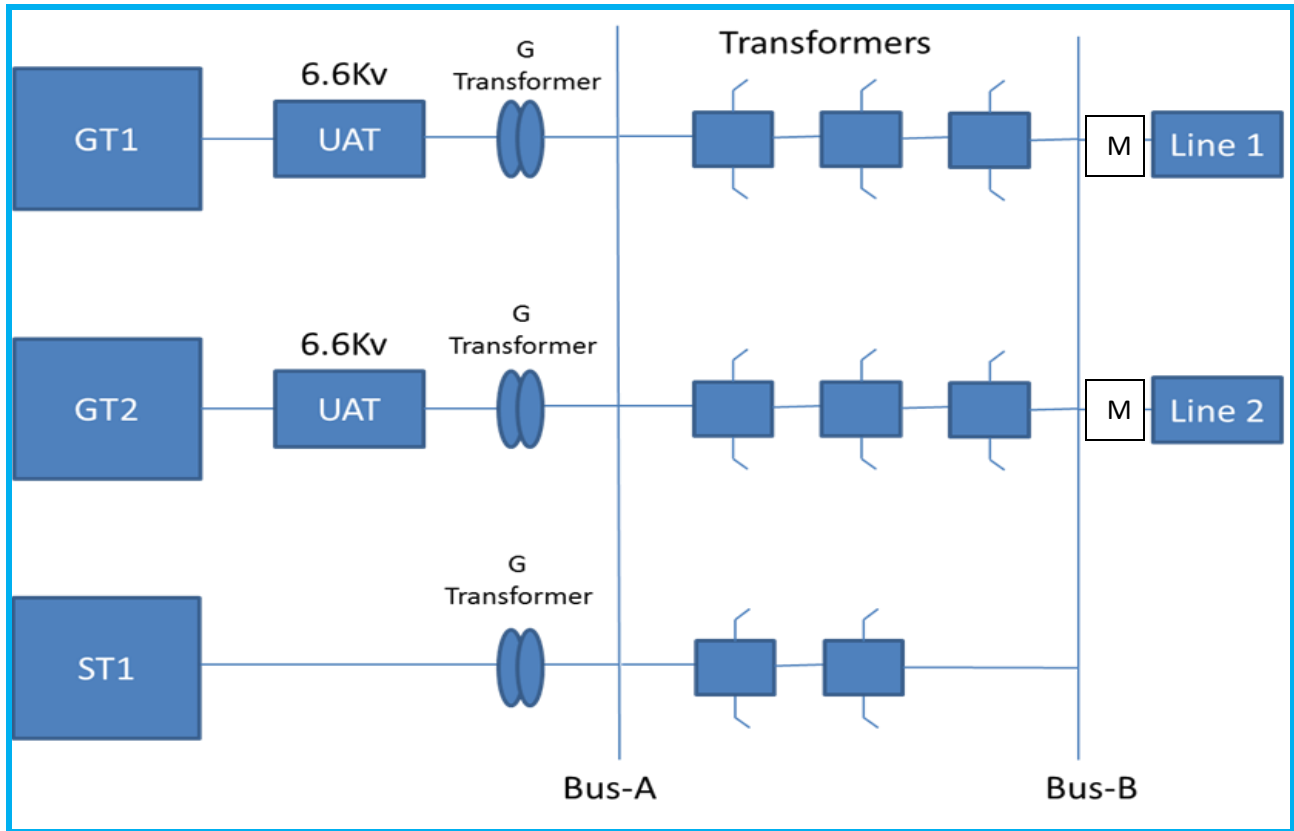 Transformers
G
Transformer
6.6Kv
GT1
UAT
M
Line 1
G
Transformer
6.6Kv
GT2
UAT
M
Line 2
G
Transformer
ST1
Bus-A
Bus-B